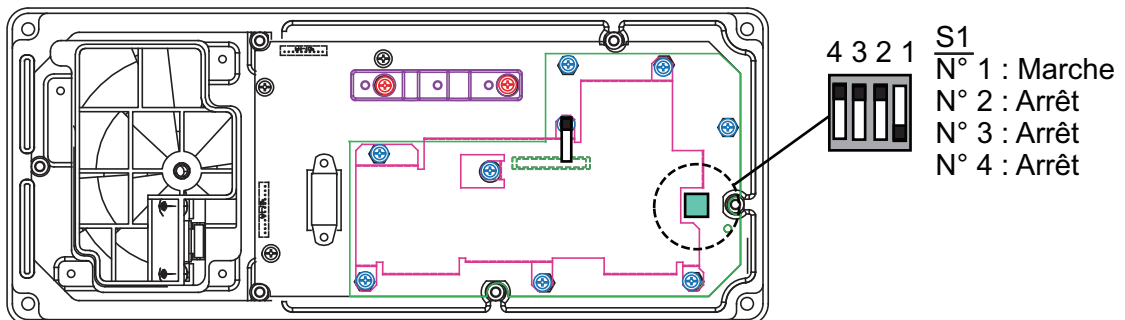 4 3 2 1
S1
N° 1 : Marche
N° 2 : Arrêt
N° 3 : Arrêt
N° 4 : Arrêt